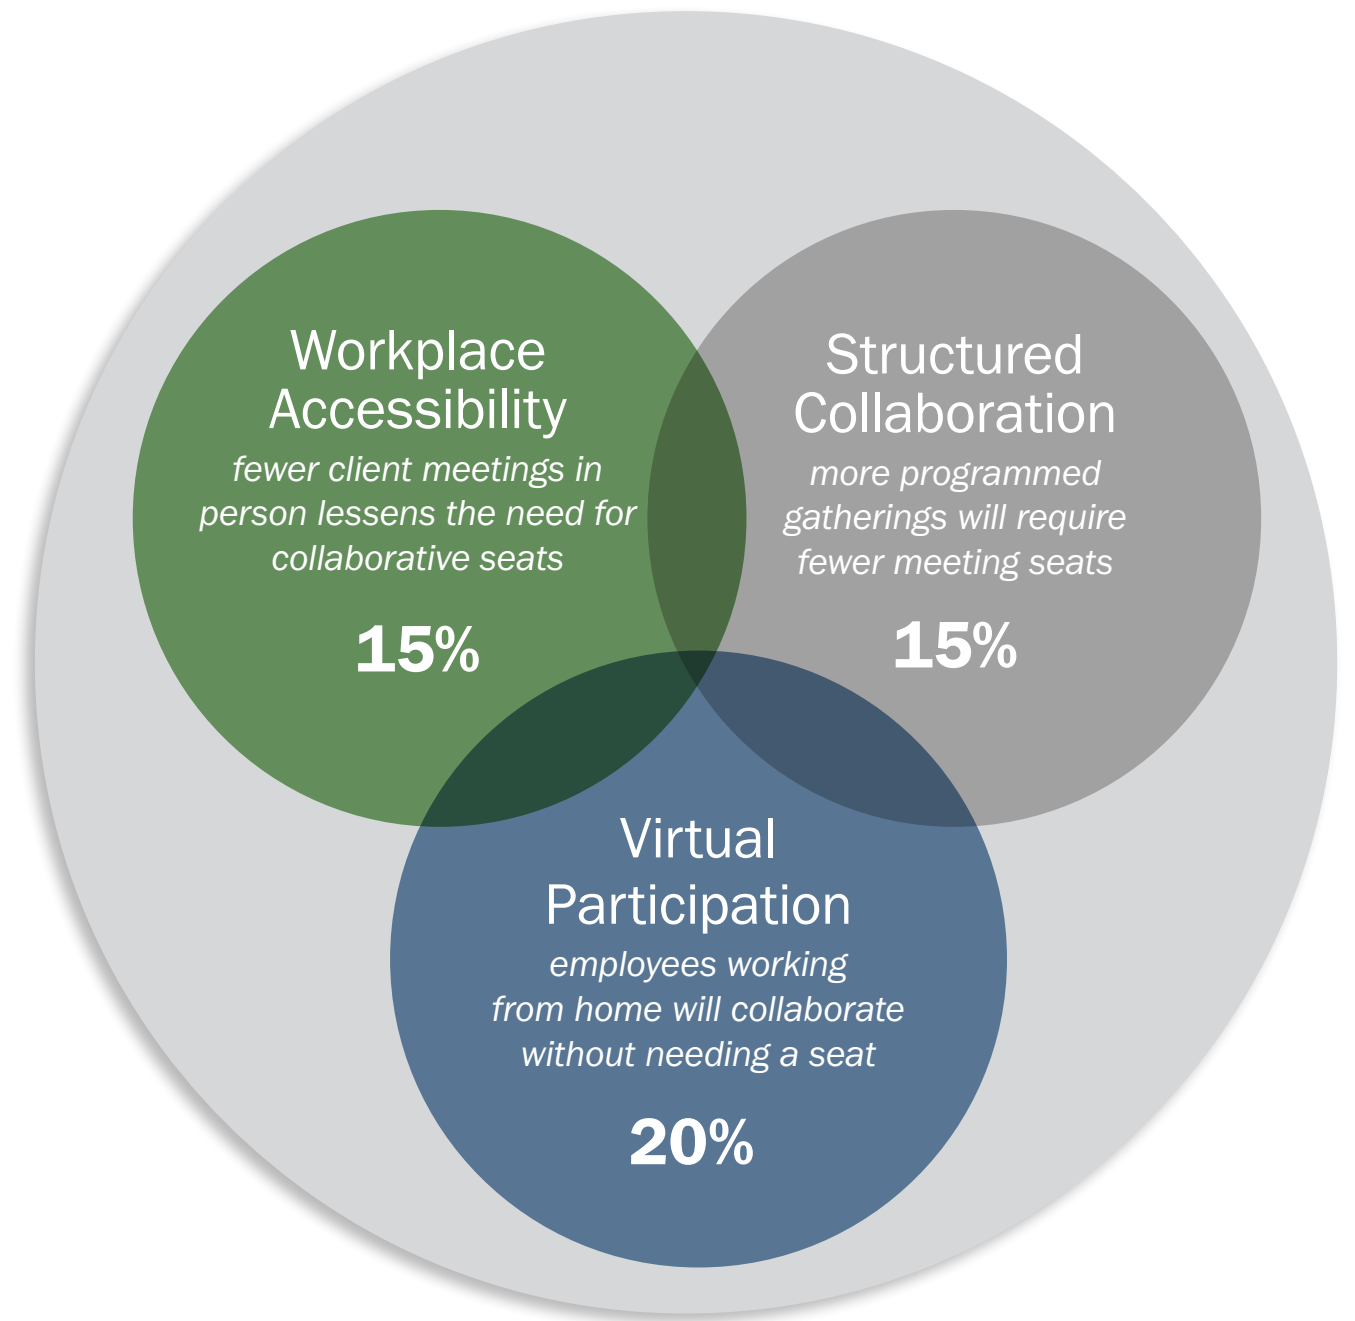 Workplace
Accessibility
fewer client meetings in
person lessens the need for
collaborative seats
15%
Structured
Collaboration
more programmed
gatherings will require
fewer meeting seats
15%
Virtual
Participation
employees working
from home will collaborate
without needing a seat
20%